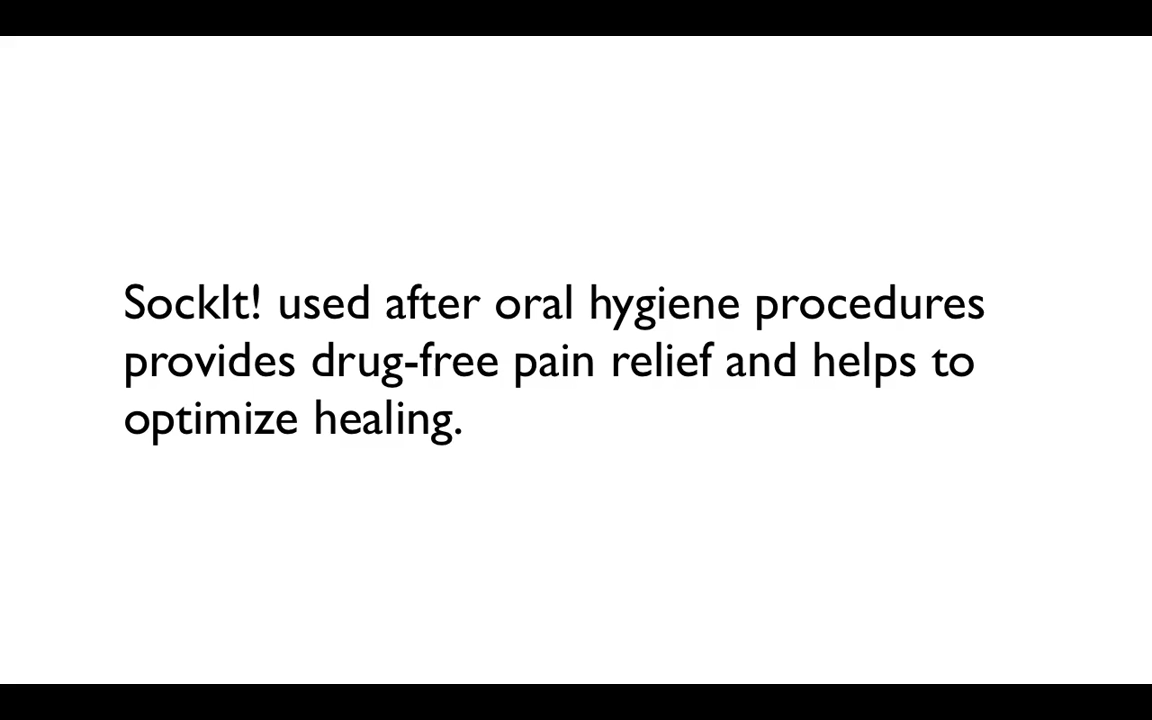 SockIt! used after oral hygiene procedures
provides drug-free pain relief and helps to
optimize healing.